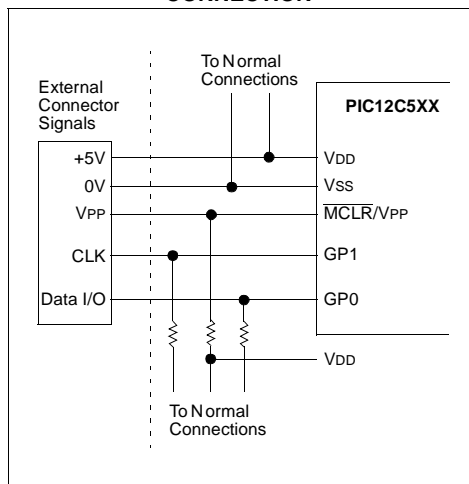 CONNECTION
To Normal
Connections
External
Connector
Signals
PIC12C5XX
+5V
VDD
0V
VSS
VPP
MCLR/VPP
CLK
GP1
Data I/O
GP0
VDD
To Normal
Connections